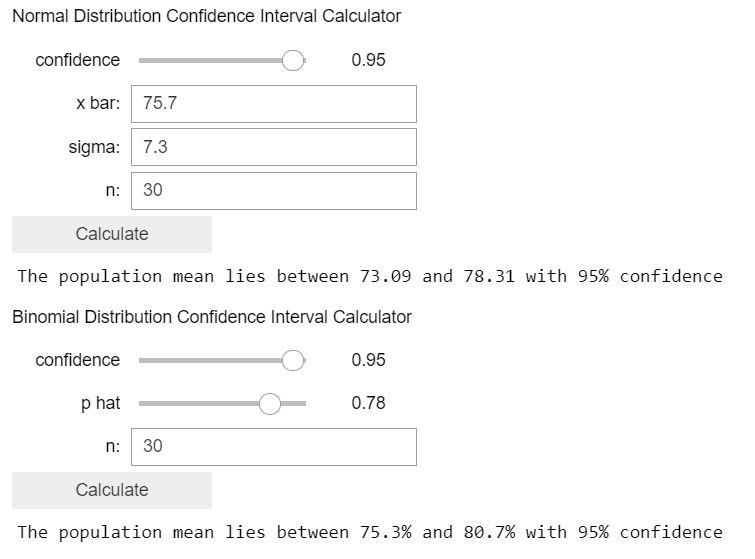 Normal Distribution Confidence Interval Calculator
confidence 0.95
x bar: 75.7
sigma: 7.3
n: 30
Calculate
The population mean lies between 73.09 and 78.31 with 95% confidence
Binomial Distribution Confidence Interval Calculator
confidence 0.95
p hat 0.78
n: 30
Calculate
The population mean lies between 75.3% and 80.7% with 95% confidence